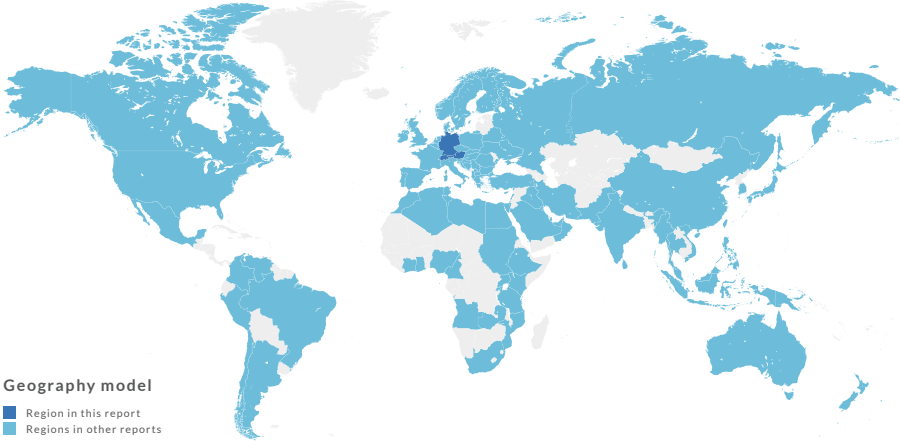 Geography model
Region in this report
Regions in other reports